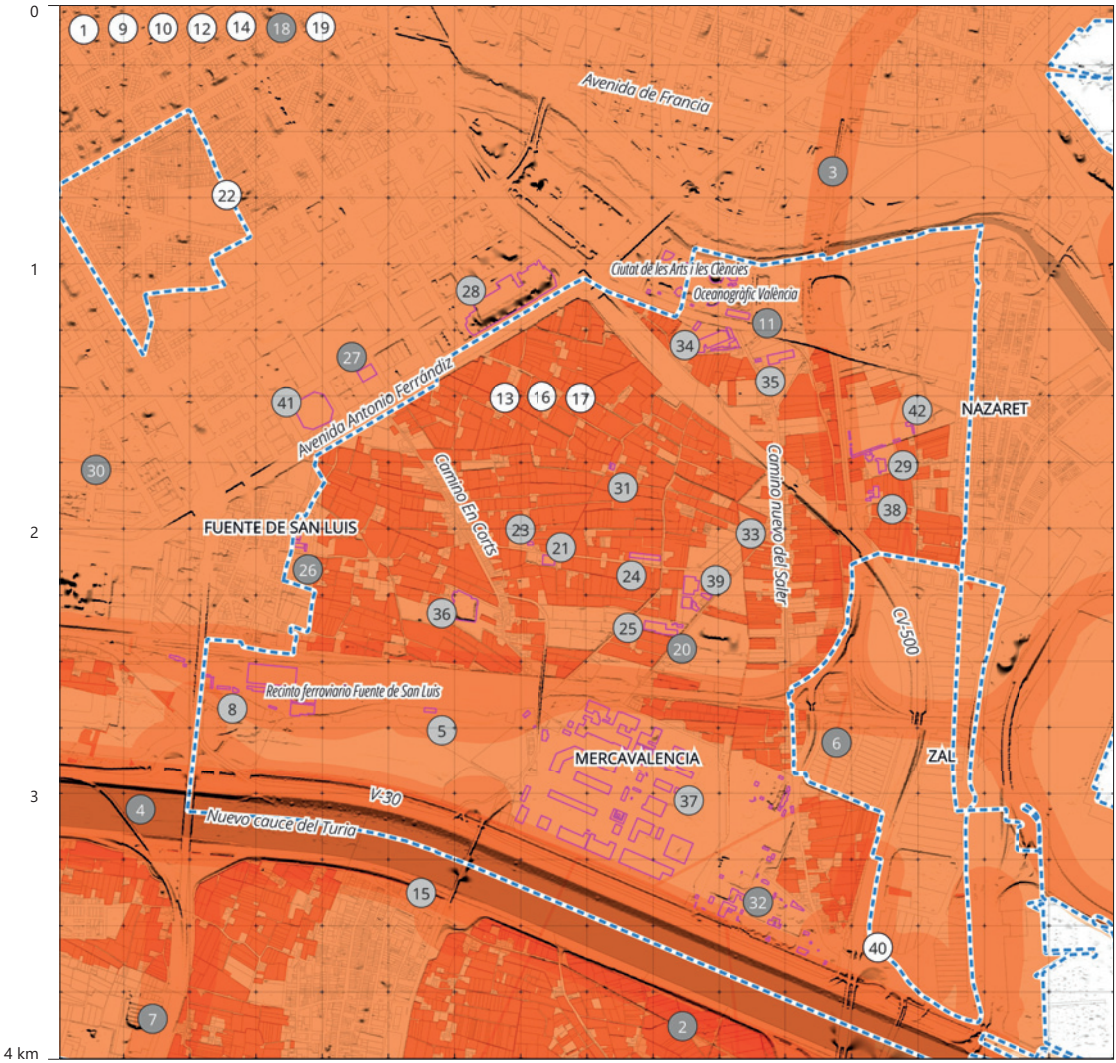 0
1 9 10 12 14 18 19
Avenida de Francia
3
22
1
Ciutat de les Arts i les Ciències
28
Oceanogràfic València
11
34
27
35
Avenida Antonio Ferrándiz
13 16 17
41
42
NAZARET
30
29
31
Camino En Corts
Camino nuevo del Saler
38
2
FUENTE DE SAN LUIS
23
33
21
26
24
39
36
25
CV-500
20
Recinto ferroviario Fuente de San Luis
8
5
6
MERCAVALENCIA
ZAL
3
V-30
37
4
Nuevo cauce del Turia
15
32
40
7
2
4 km